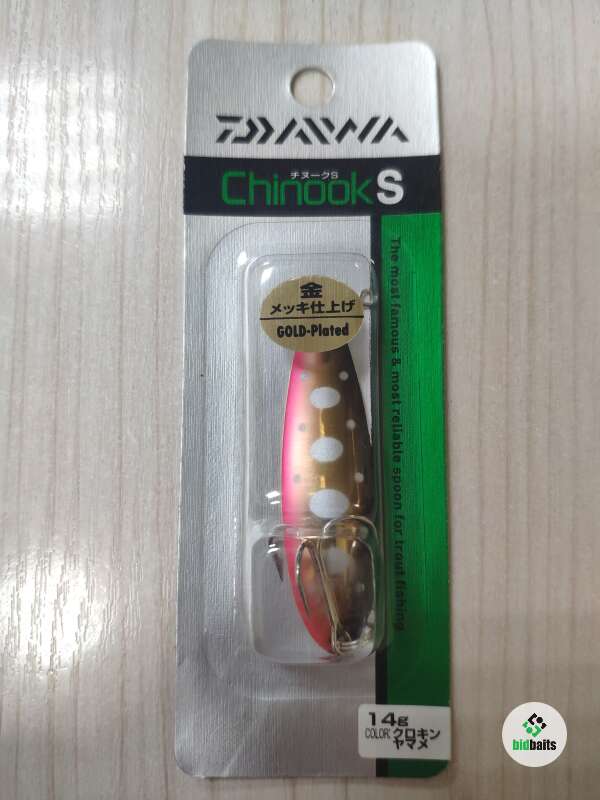 DAIWA
チヌークS
Chinook S
The most famous & most reliable spoon for trout fishing
金
メッキ仕上げ
GOLD-Plated
14g
COLOR: クロキン
ヤマメ
bidbaits